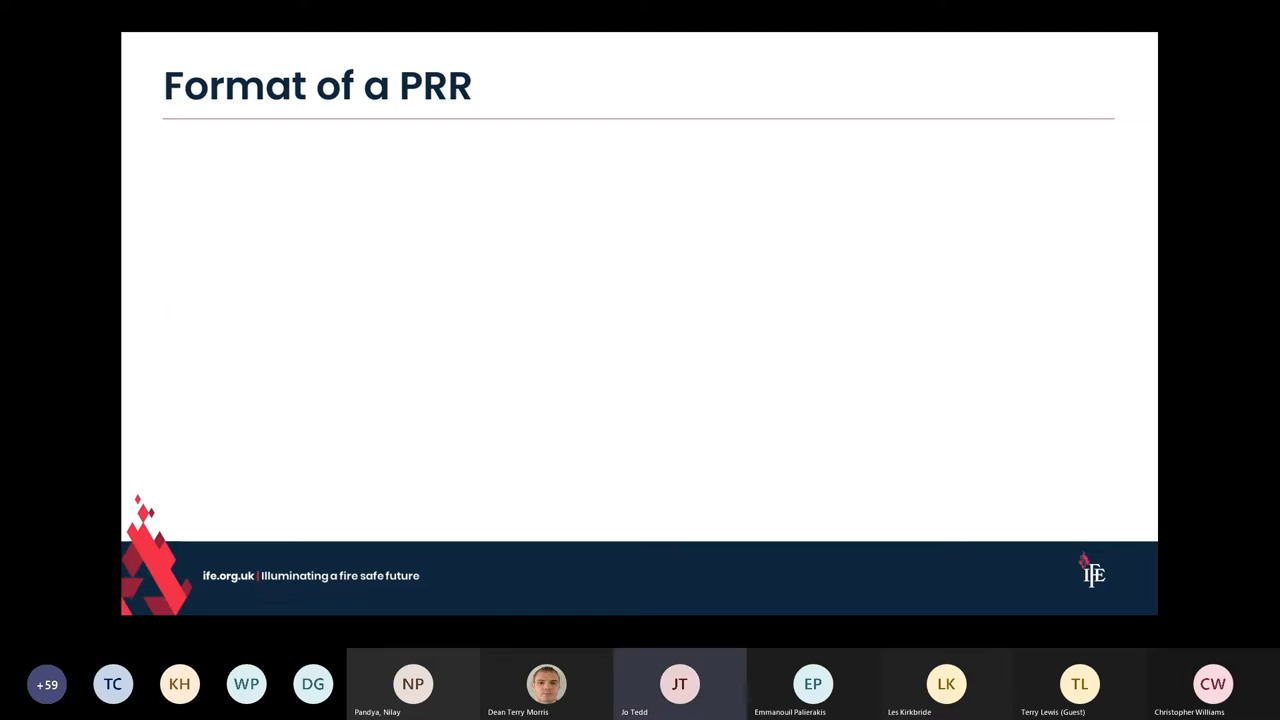 Format of a PRR
ife.org.uk | Illuminating a fire safe future
IFE
+59
TC
KH
WP
DG
NP
JT
EP
LK
TL
CW
Pandya, Nilay
Dean Terry Morris
Jo Tedd
Emmanouil Palierakis
Les Kirkbride
Terry Lewis (Guest)
Christopher Williams